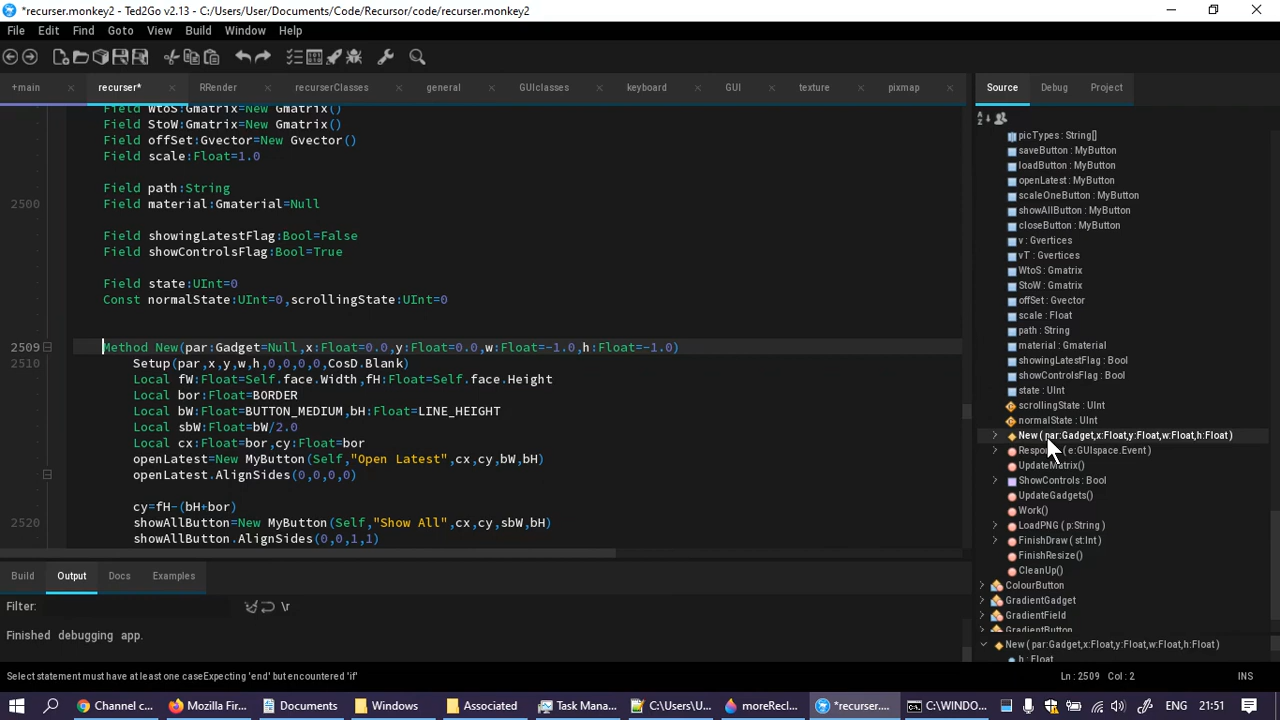 *recurser.monkey2 - Ted2Go v2.13 - C:/Users/User/Documents/Code/Recursor/code/recurser.monkey2
File Edit Find Goto View Build Window Help
+main recurser* RRender recurserClasses general GUIclasses keyboard GUI texture pixmap
Source Debug Project
Field WtoS:Gmatrix=New Gmatrix()
Field StoW:Gmatrix=New Gmatrix()
Field offSet:Gvector=New Gvector()
Field scale:Float=1.0
Field path:String
2500 Field material:Gmaterial=Null
Field showingLatestFlag:Bool=False
Field showControlsFlag:Bool=True
Field state:UInt=0
Const normalState:UInt=0,scrollingState:UInt=0
2509 Method New(par:Gadget=Null,x:Float=0.0,y:Float=0.0,w:Float=-1.0,h:Float=-1.0)
2510 Setup(par,x,y,w,h,0,0,0,0,CosD.Blank)
Local fW:Float=Self.face.Width,fH:Float=Self.face.Height
Local bor:Float=BORDER
Local bW:Float=BUTTON_MEDIUM,bH:Float=LINE_HEIGHT
Local sbW:Float=bW/2.0
Local cx:Float=bor,cy:Float=bor
openLatest=New MyButton(Self,"Open Latest",cx,cy,bW,bH)
openLatest.AlignSides(0,0,0,0)
cy=fH-(bH+bor)
2520 showAllButton=New MyButton(Self,"Show All",cx,cy,sbW,bH)
showAllButton.AlignSides(0,0,1,1)
picTypes : String[]
saveButton : MyButton
loadButton : MyButton
openLatest : MyButton
scaleOneButton : MyButton
showAllButton : MyButton
closeButton : MyButton
v : Gvertices
vT : Gvertices
WtoS : Gmatrix
StoW : Gmatrix
offSet : Gvector
scale : Float
path : String
material : Gmaterial
showingLatestFlag : Bool
showControlsFlag : Bool
state : UInt
scrollingState : UInt
normalState : UInt
New ( par:Gadget,x:Float,y:Float,w:Float,h:Float )
( e:GUIspace.Event )
UpdateMatrix()
ShowControls : Bool
UpdateGadgets()
Work()
LoadPNG ( p:String )
FinishDraw ( st:Int )
FinishResize()
CleanUp()
ColourButton
GradientGadget
GradientField
GradientButton
New ( par:Gadget,x:Float,y:Float,w:Float,h:Float )
h : Float
Build Output Docs Examples
Filter: \r
Finished debugging app.
Select statement must have at least one caseExpecting 'end' but encountered 'if' Ln : 2509 Col : 2 INS
Channel c... Mozilla Firef... Documents Windows Associated Task Mana... C:\Users\U... moreRecl... *recurser.... C:\WINDO... ENG 21:51